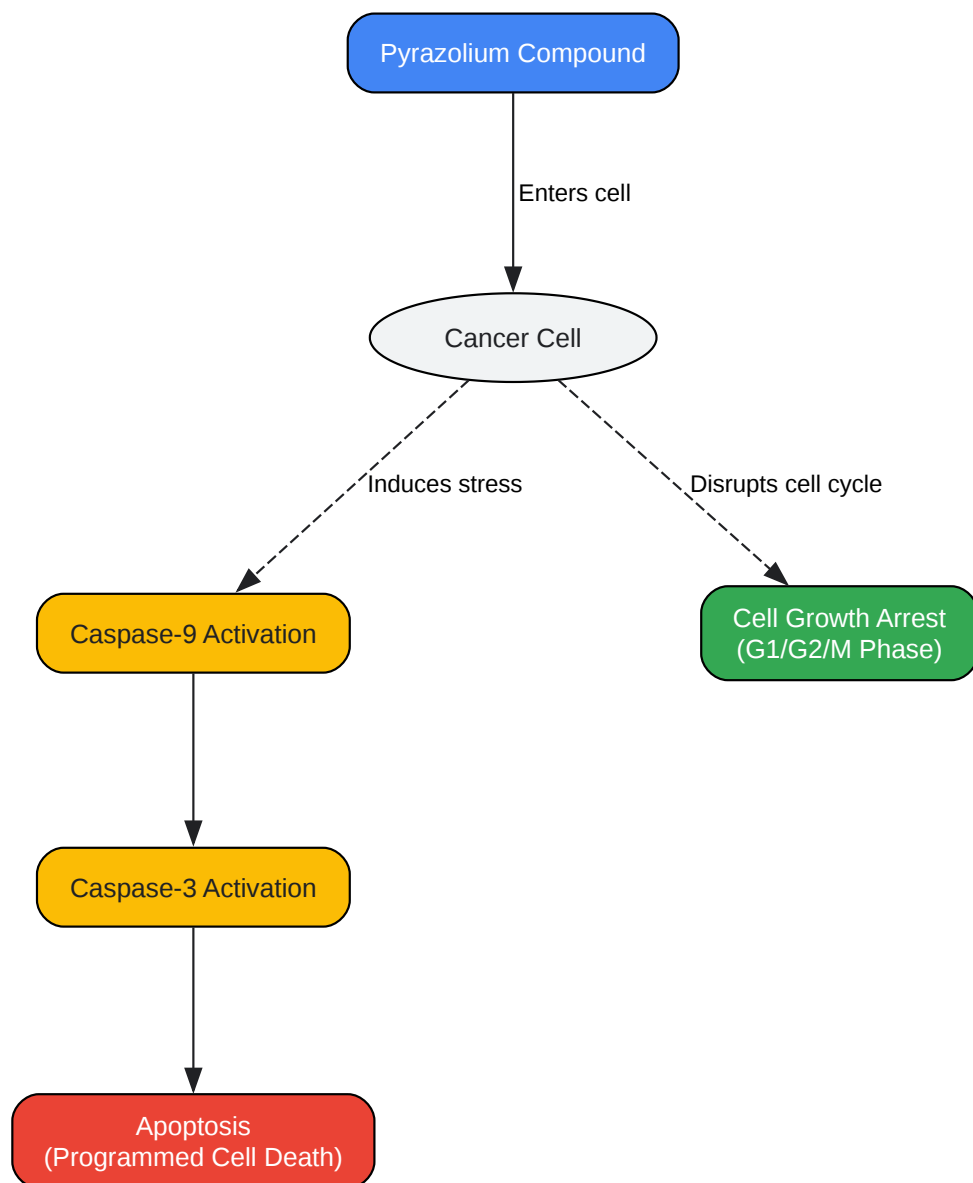 Pyrazolium Compound
Enters cell
Cancer Cell
Induces stress
Disrupts cell cycle
Caspase-9 Activation
Cell Growth Arrest
(G1/G2/M Phase)
Caspase-3 Activation
Apoptosis
(Programmed Cell Death)